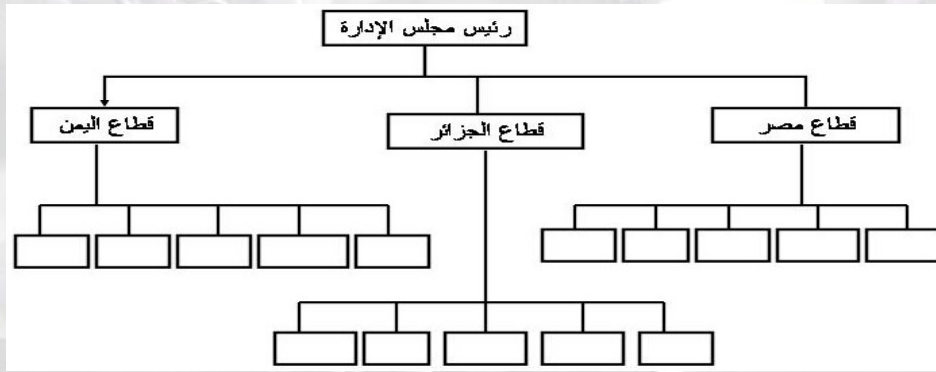 رئيس مجلس الإدارة
قطاع مصر
قطاع الجزائر
قطاع اليمن